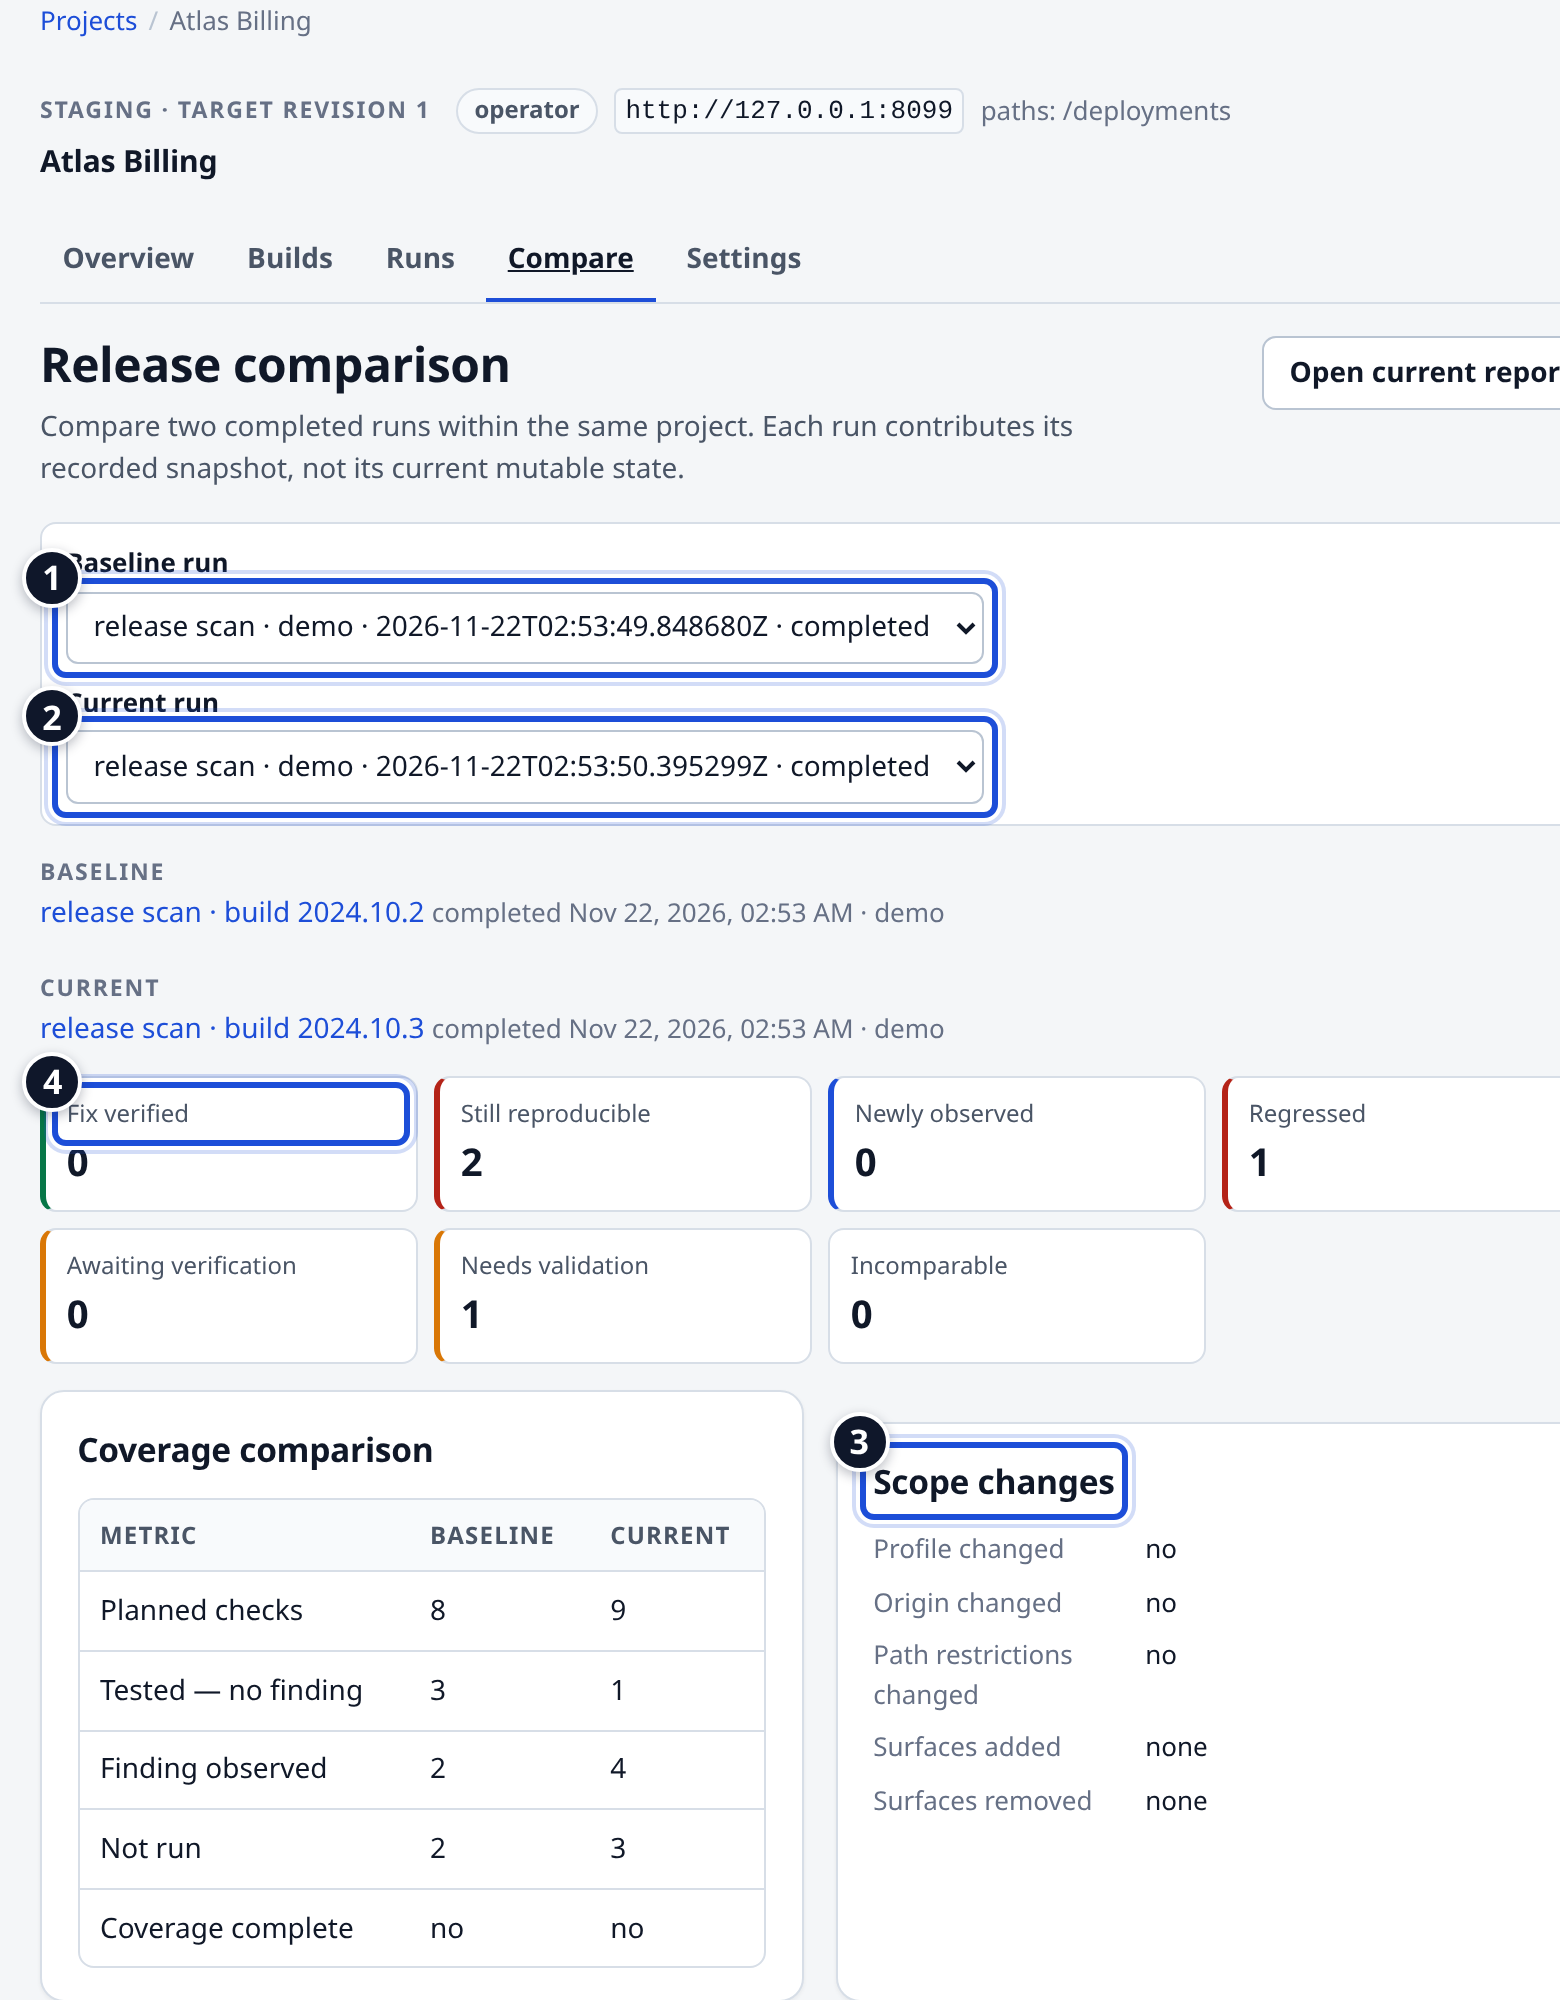 Projects / Atlas Billing
STAGING · TARGET REVISION 1 operator http://127.0.0.1:8099 paths: /deployments
Atlas Billing
Overview Builds Runs Compare Settings
Release comparison
Open current repor
Compare two completed runs within the same project. Each run contributes its
recorded snapshot, not its current mutable state.
Baseline run
1
release scan · demo · 2026-11-22T02:53:49.848680Z · completed
Current run
2
release scan · demo · 2026-11-22T02:53:50.395299Z · completed
BASELINE
release scan · build 2024.10.2 completed Nov 22, 2026, 02:53 AM · demo
CURRENT
release scan · build 2024.10.3 completed Nov 22, 2026, 02:53 AM · demo
4
Fix verified
0
Still reproducible
2
Newly observed
0
Regressed
1
Awaiting verification
0
Needs validation
1
Incomparable
0
Coverage comparison
METRIC BASELINE CURRENT
Planned checks 8 9
Tested — no finding 3 1
Finding observed 2 4
Not run 2 3
Coverage complete no no
3
Scope changes
Profile changed no
Origin changed no
Path restrictions no
changed
Surfaces added none
Surfaces removed none